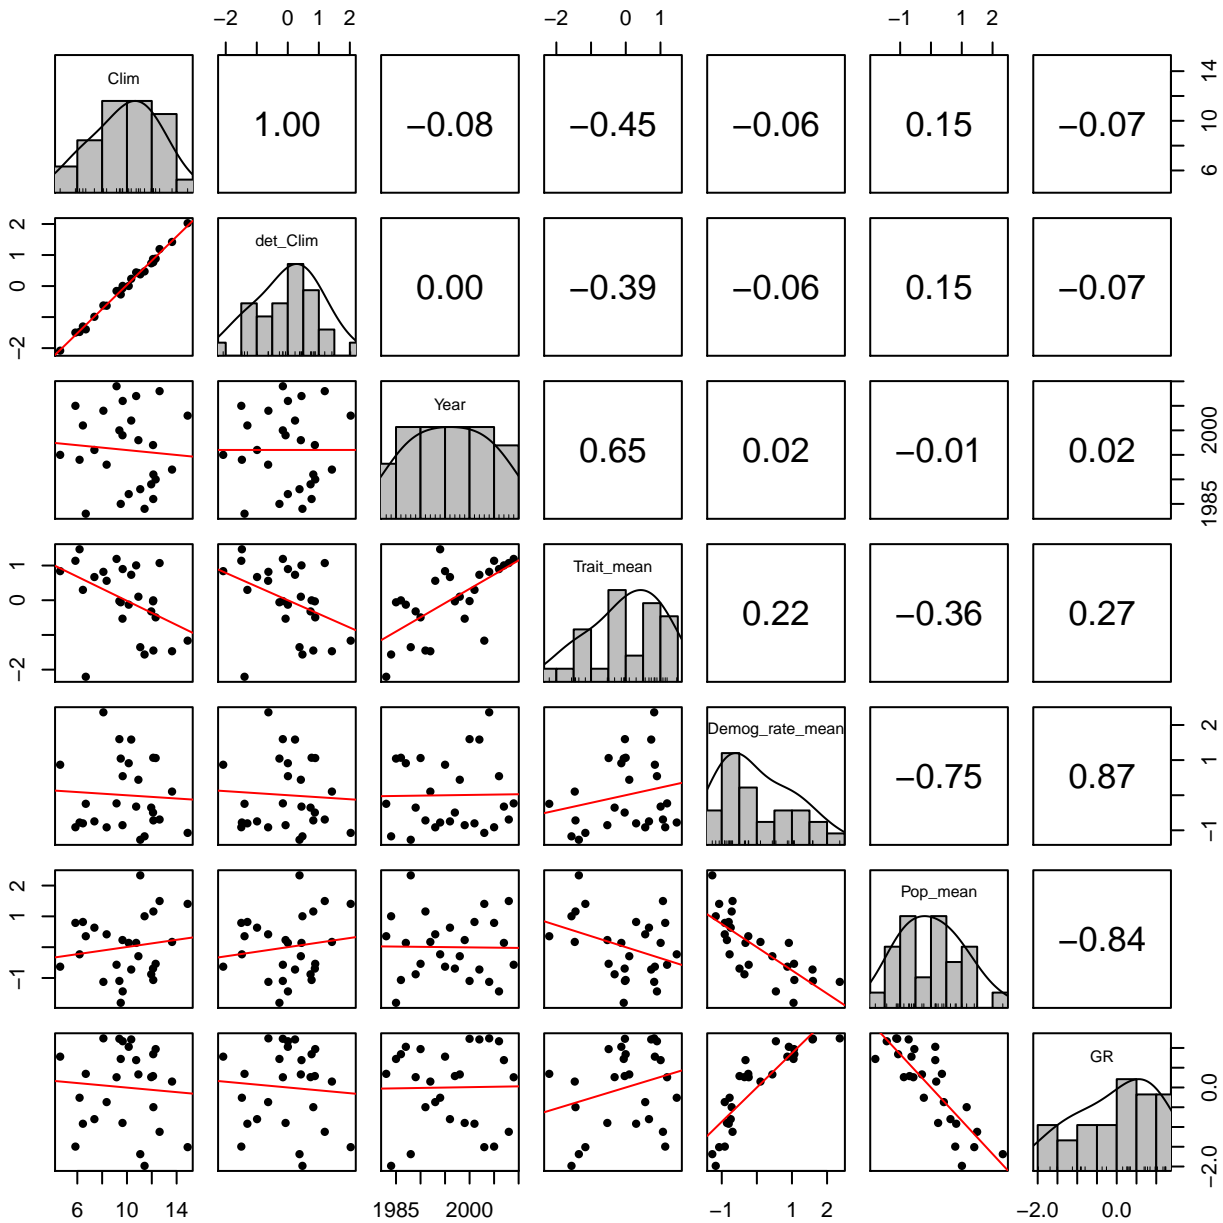 −2 0 1 2 −2 0 1 −1 1 2
Clim 1.00 −0.08 −0.45 −0.06 0.15 −0.07 6 10 14
−2 0 1 2 det_Clim 0.00 −0.39 −0.06 0.15 −0.07
Year 0.65 0.02 −0.01 0.02 1985 2000
−2 0 1 Trait_mean 0.22 −0.36 0.27
Demog_rate_mean −0.75 0.87 −1 1 2
−1 1 2 Pop_mean −0.84
GR −2.0 0.0
6 10 14 1985 2000 −1 1 2 −2.0 0.0